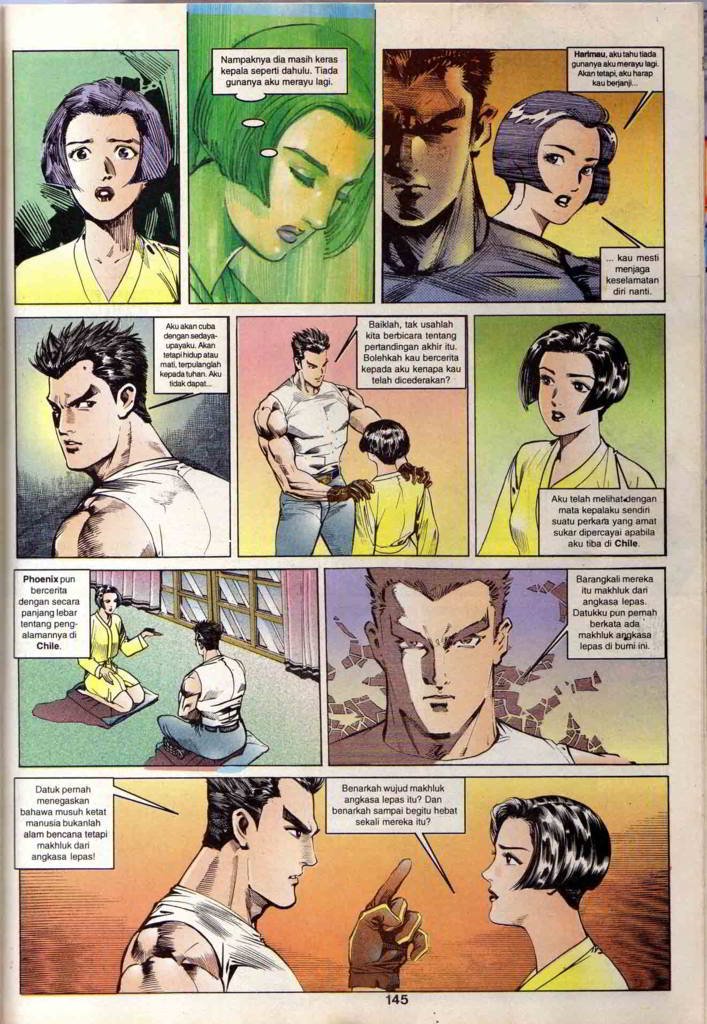 Nampaknya dia masih keras
kepala seperti dahulu. Tiada
gunanya aku merayu lagi.
Harimau, aku tahu tiada
gunanya aku merayu lagi.
Akan tetapi, aku harap
kau berjanji...
... kau mesti
menjaga
keselamatan
diri nanti.
Aku akan cuba
dengan sedaya-
upayaku. Akan
tetapi hidup atau
mati, terpulanglah
kepada tuhan. Aku
tidak dapat...
Baiklah, tak usahlah
kita berbicara tentang
pertandingan akhir itu.
Bolehkah kau bercerita
kepada aku kenapa kau
telah dicederakan?
Aku telah melihat dengan
mata kepalaku sendiri
suatu perkara yang amat
sukar dipercayai apabila
aku tiba di Chile.
Phoenix pun
bercerita
dengan secara
panjang lebar
tentang peng-
alamannya di
Chile.
Barangkali mereka
itu makhluk dari
angkasa lepas.
Datukku pun pernah
berkata ada
makhluk angkasa
lepas di bumi ini.
Datuk pernah
menegaskan
bahawa musuh ketat
manusia bukanlah
alam bencana tetapi
makhluk dari
angkasa lepas!
Benarkah wujud makhluk
angkasa lepas itu? Dan
benarkah sampai begitu hebat
sekali mereka itu?
145